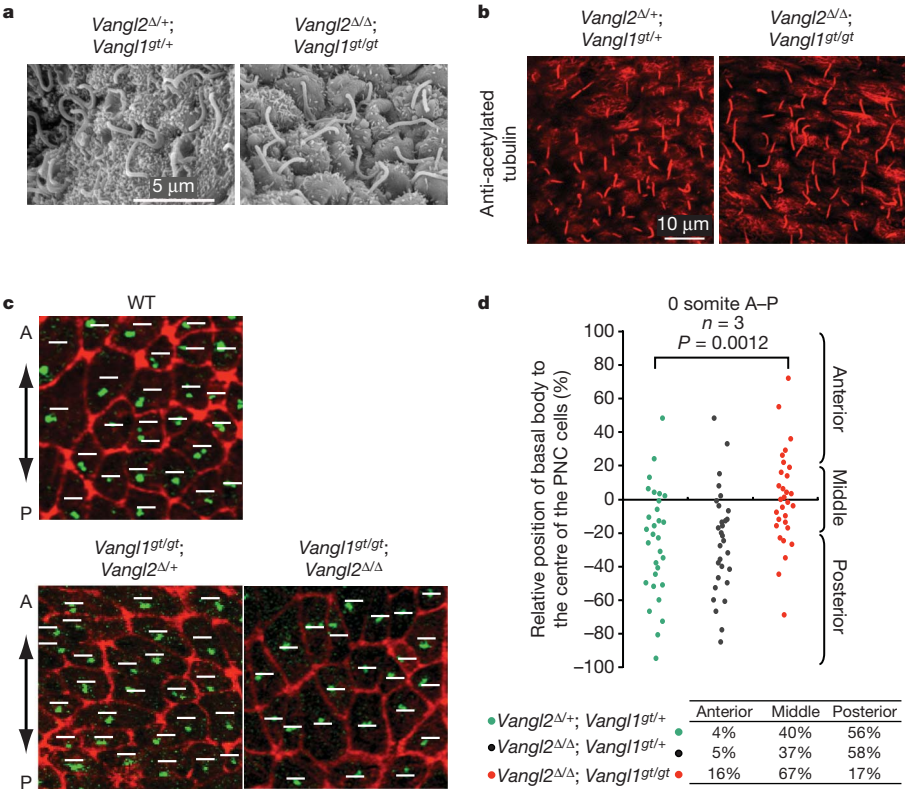 a
Vangl2Δ/+;
Vangl1gt/+
Vangl2Δ/Δ;
Vangl1gt/gt
5 μm
b
Vangl2Δ/+;
Vangl1gt/+
Vangl2Δ/Δ;
Vangl1gt/gt
Anti-acetylated
tubulin
10 μm
c
WT
A
P
Vangl1gt/gt;
Vangl2Δ/+
Vangl1gt/gt;
Vangl2Δ/Δ
A
P
d
0 somite A–P
n = 3
P = 0.0012
Relative position of basal body to
the centre of the PNC cells (%)
100
80
60
40
20
0
−20
−40
−60
−80
−100
Anterior
Middle
Posterior
Anterior Middle Posterior
Vangl2Δ/+; Vangl1gt/+ 4% 40% 56%
Vangl2Δ/Δ; Vangl1gt/+ 5% 37% 58%
Vangl2Δ/Δ; Vangl1gt/gt 16% 67% 17%